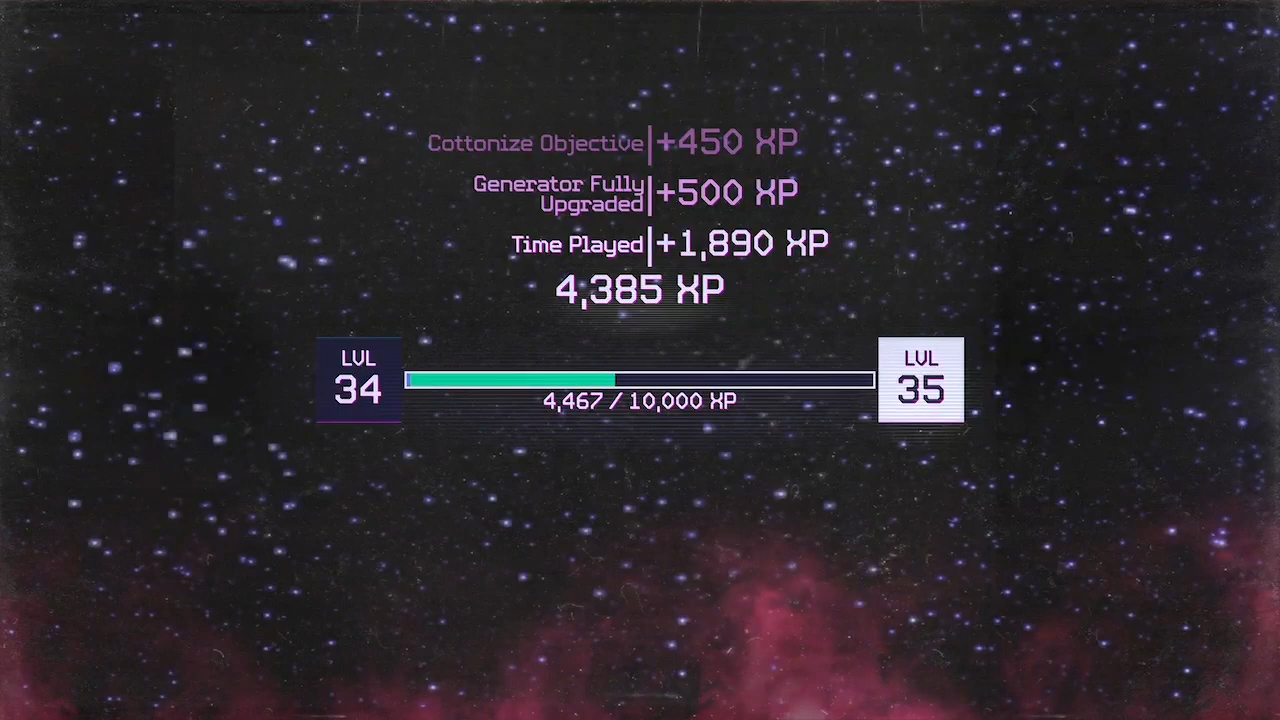 Cottonize Objective +450 XP
Generator Fully
Upgraded +500 XP
Time Played +1,890 XP
4,385 XP
LVL
34
4,467 / 10,000 XP
LVL
35